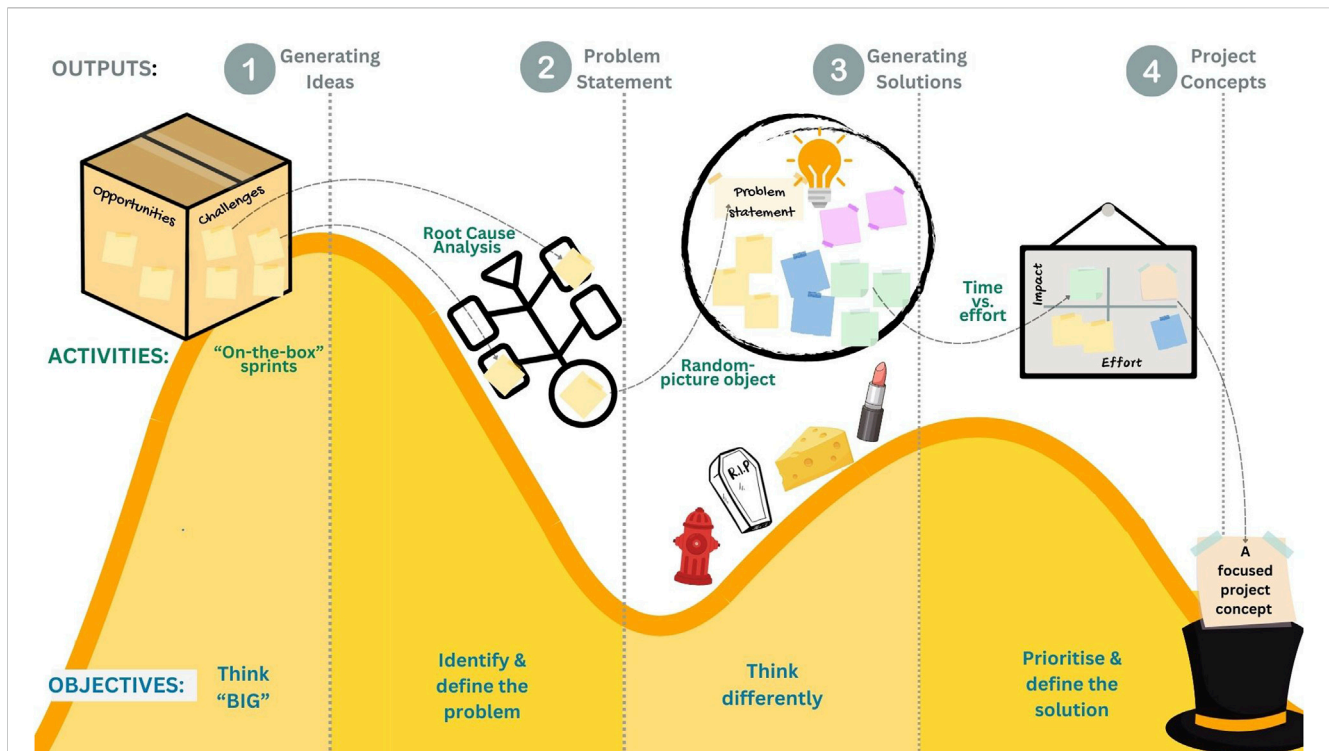 OUTPUTS:
1
Generating
Ideas
2
Problem
Statement
3
Generating
Solutions
4
Project
Concepts
Opportunities
Challenges
Root Cause
Analysis
Problem
statement
Time
vs.
effort
Impact
Effort
ACTIVITIES:
“On-the-box”
sprints
Random-
picture object
R.I.P
A
focused
project
concept
OBJECTIVES:
Think
“BIG”
Identify &
define the
problem
Think
differently
Prioritise &
define the
solution